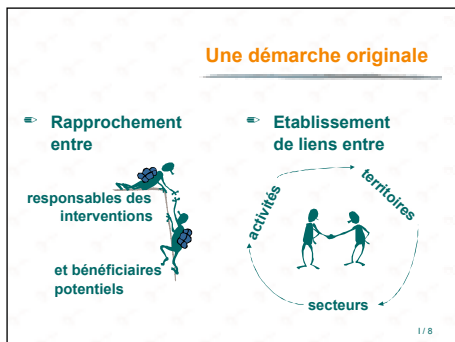 Une démarche originale
Rapprochement
entre
responsables des
interventions
et bénéficiaires
potentiels
Etablissement
de liens entre
activités
territoires
secteurs
I / 8